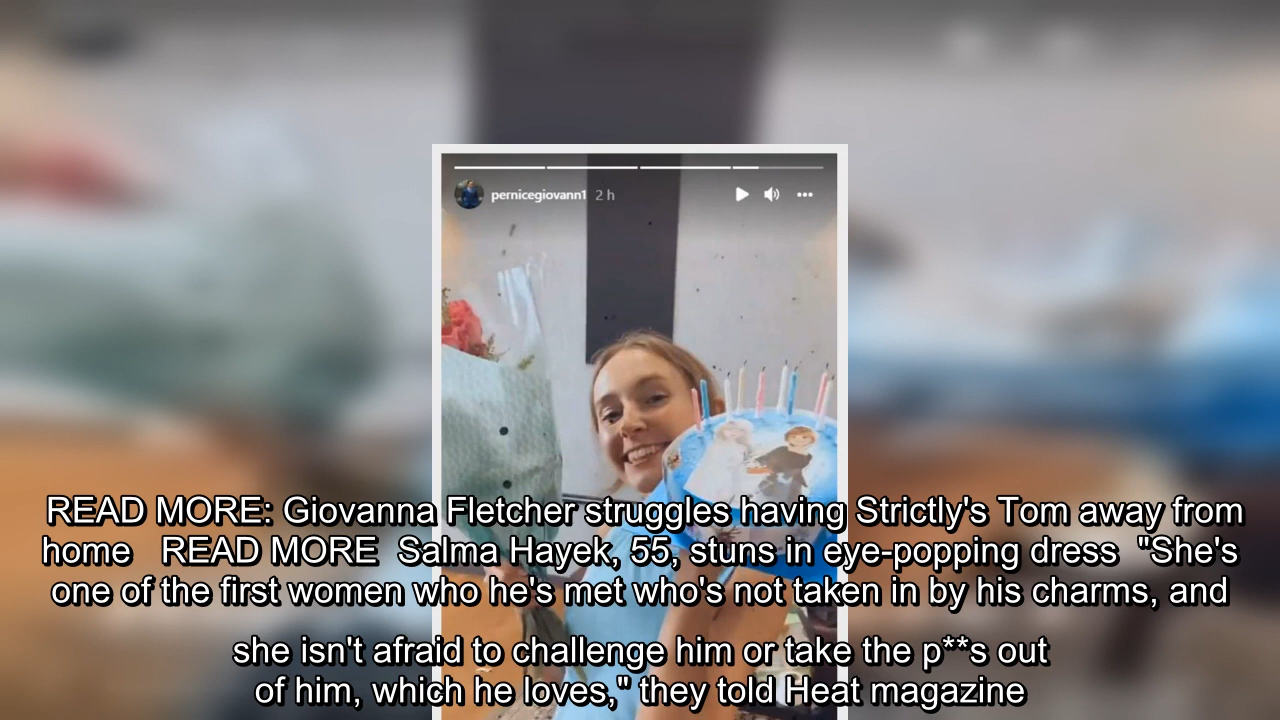 pernicegiovann1 2 h
READ MORE: Giovanna Fletcher struggles having Strictly's Tom away from
home READ MORE Salma Hayek, 55, stuns in eye-popping dress "She's
one of the first women who he's met who's not taken in by his charms, and
she isn't afraid to challenge him or take the p**s out
of him, which he loves," they told Heat magazine